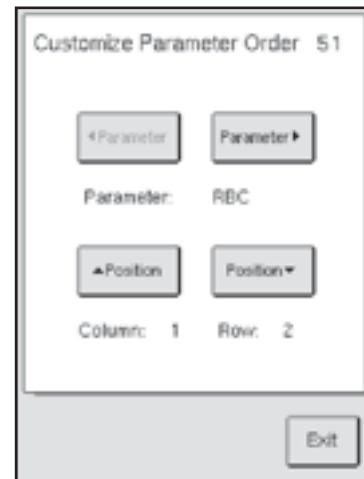 Customize Parameter Order 51
◄Parameter Parameter►
Parameter: RBC
▲Position Position▼
Column: 1 Row: 2
Exit